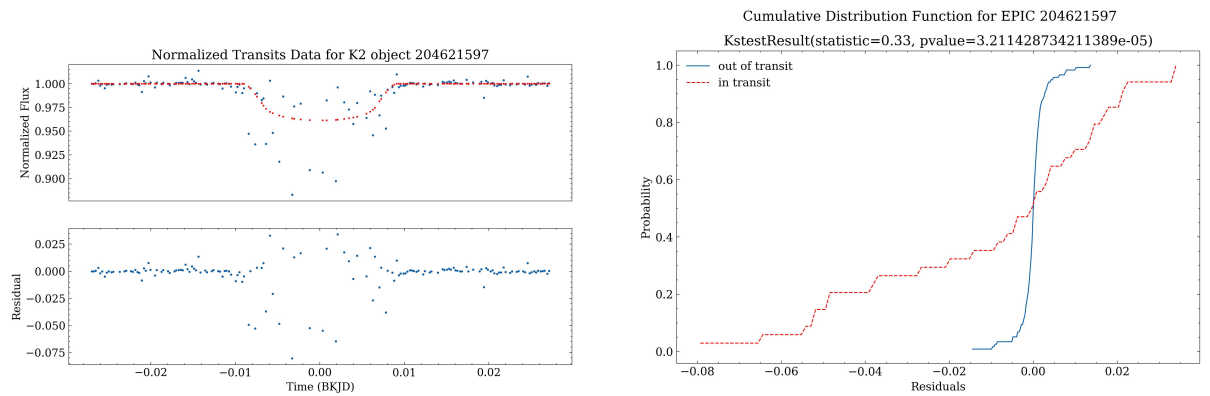 Normalized Transits Data for K2 object 204621597
1.000
0.975
0.950
0.925
0.900
Normalized Flux
0.025
0.000
−0.025
−0.050
−0.075
Residual
−0.02
−0.01
0.00
0.01
0.02
Time (BKJD)
Cumulative Distribution Function for EPIC 204621597
KstestResult(statistic=0.33, pvalue=3.211428734211389e-05)
out of transit
in transit
1.0
0.8
0.6
0.4
0.2
0.0
Probability
−0.08
−0.06
−0.04
−0.02
0.00
0.02
Residuals